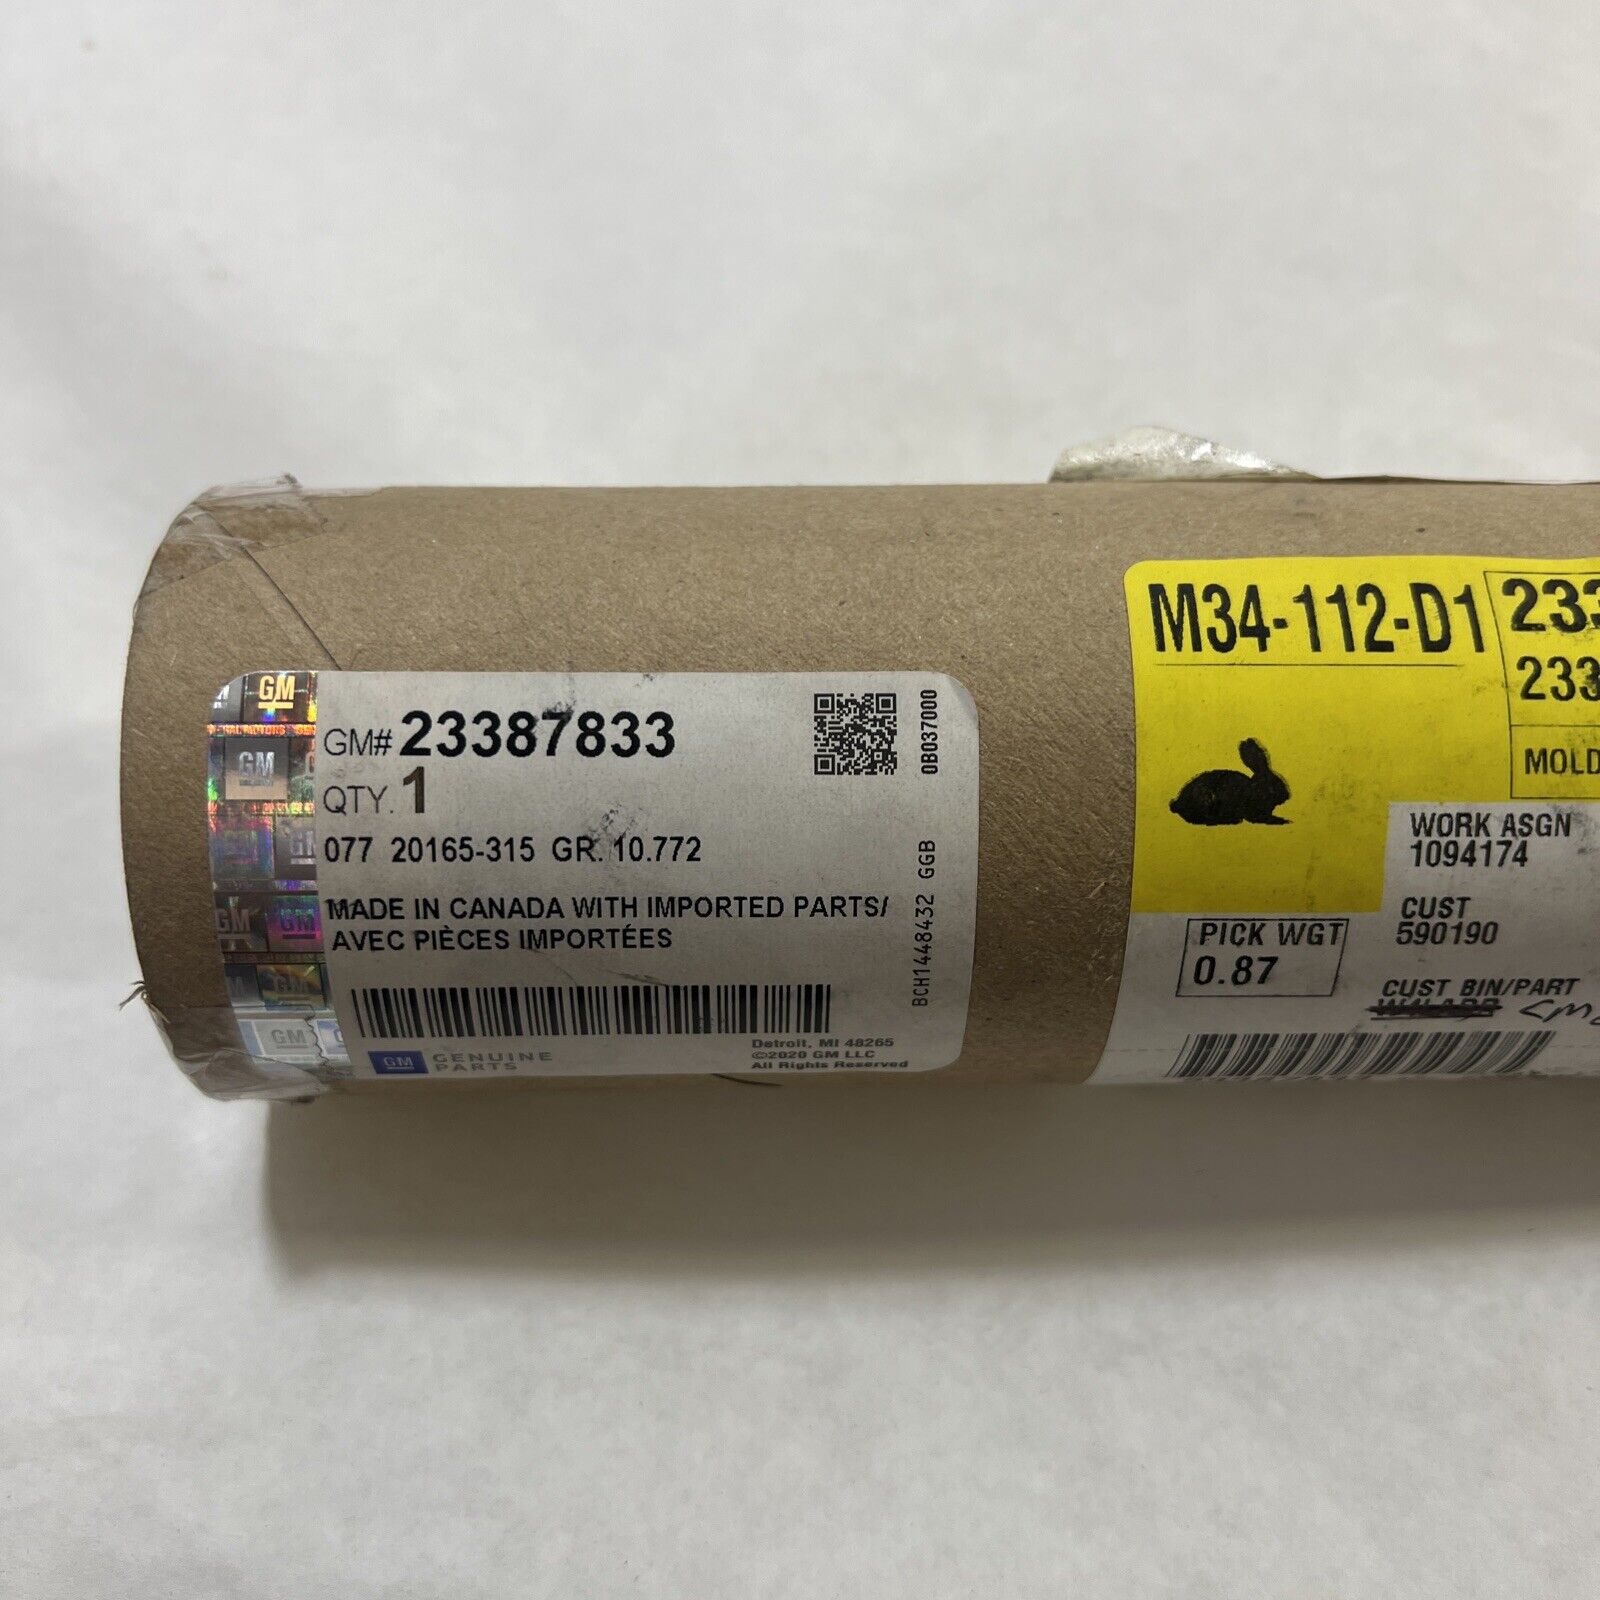 GM
GM# 23387833
QTY. 1
077 20165-315 GR. 10.772
MADE IN CANADA WITH IMPORTED PARTS/
AVEC PIÈCES IMPORTÉES
GM GENUINE
PARTS
Detroit, MI 48265
©2020 GM LLC
All Rights Reserved
0B037000
BCH1448432 GGB
M34-112-D1
233
233
MOLD
WORK ASGN
1094174
CUST
590190
PICK WGT
0.87
CUST BIN/PART